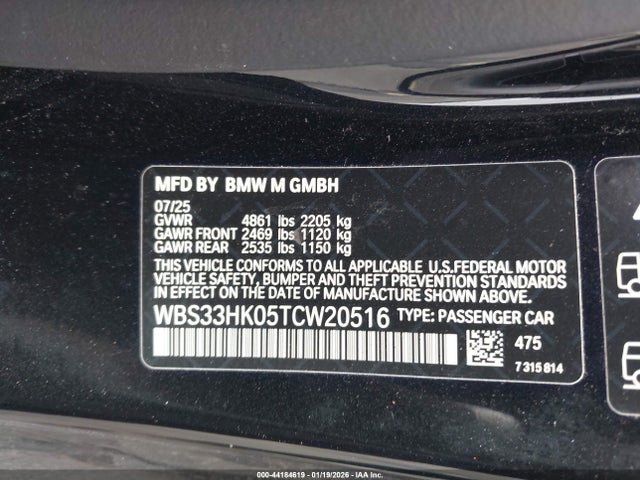 MFD BY BMW M GMBH
07/25
GVWR 4861 lbs 2205 kg
GAWR FRONT 2469 lbs 1120 kg
GAWR REAR 2535 lbs 1150 kg
THIS VEHICLE CONFORMS TO ALL APPLICABLE U.S.FEDERAL MOTOR
VEHICLE SAFETY, BUMPER, AND THEFT PREVENTION STANDARDS
IN EFFECT ON THE DATE OF MANUFACTURE SHOWN ABOVE.
WBS33HK05TCW20516 TYPE: PASSENGER CAR
475
7 315 814
000-44184619 | 01/19/2026 | IAA Inc.